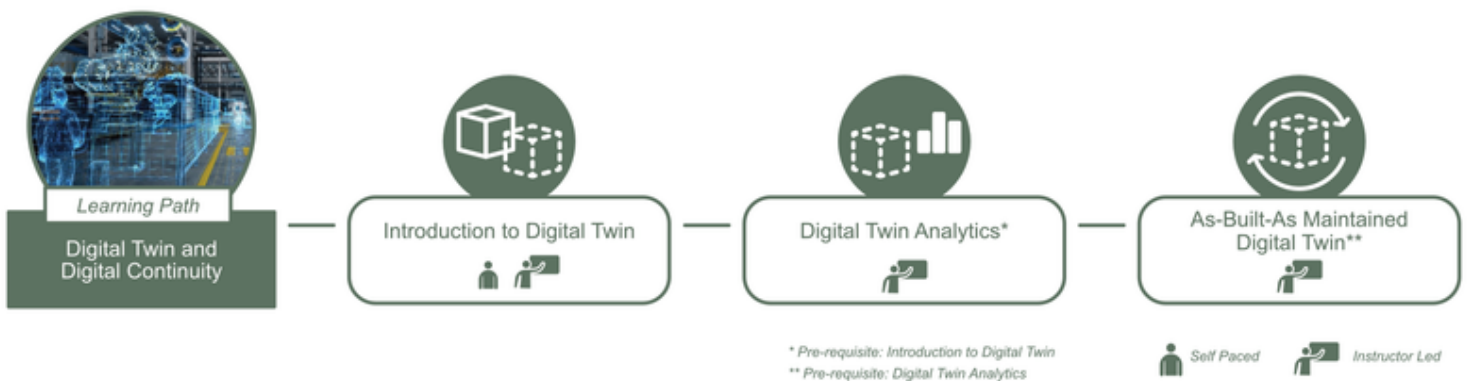 Learning Path
Digital Twin and
Digital Continuity
Introduction to Digital Twin
Digital Twin Analytics*
As-Built-As Maintained
Digital Twin**
* Pre-requisite: Introduction to Digital Twin
** Pre-requisite: Digital Twin Analytics
Self Paced
Instructor Led